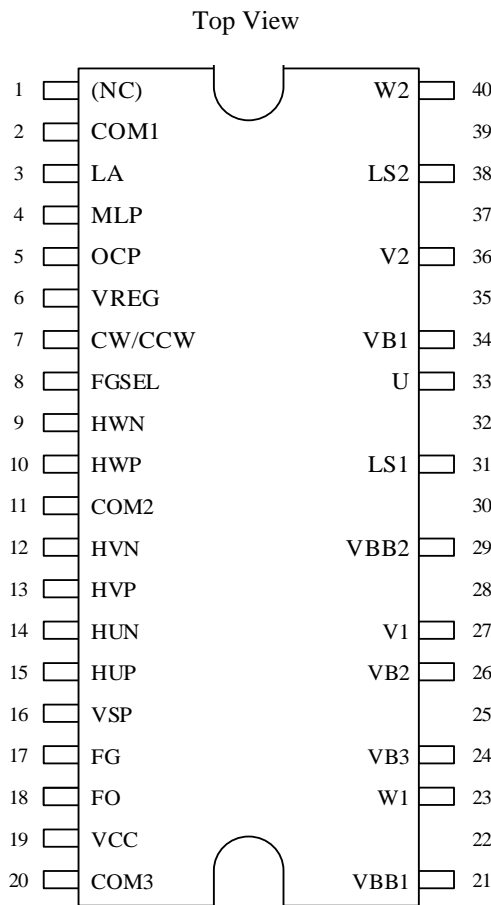 Top View
1 (NC) W2 40
2 COM1 39
3 LA LS2 38
4 MLP 37
5 OCP V2 36
6 VREG 35
7 CW/CCW VB1 34
8 FGSEL U 33
9 HWN 32
10 HWP LS1 31
11 COM2 30
12 HVN VBB2 29
13 HVP 28
14 HUN V1 27
15 HUP VB2 26
16 VSP 25
17 FG VB3 24
18 FO W1 23
19 VCC 22
20 COM3 VBB1 21